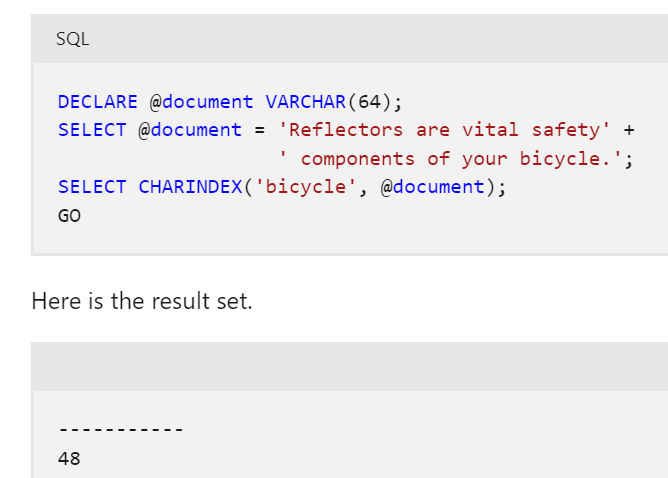 SQL
DECLARE @document VARCHAR(64);
SELECT @document = 'Reflectors are vital safety' +
                   ' components of your bicycle.';
SELECT CHARINDEX('bicycle', @document);
GO
Here is the result set.
-----------
48